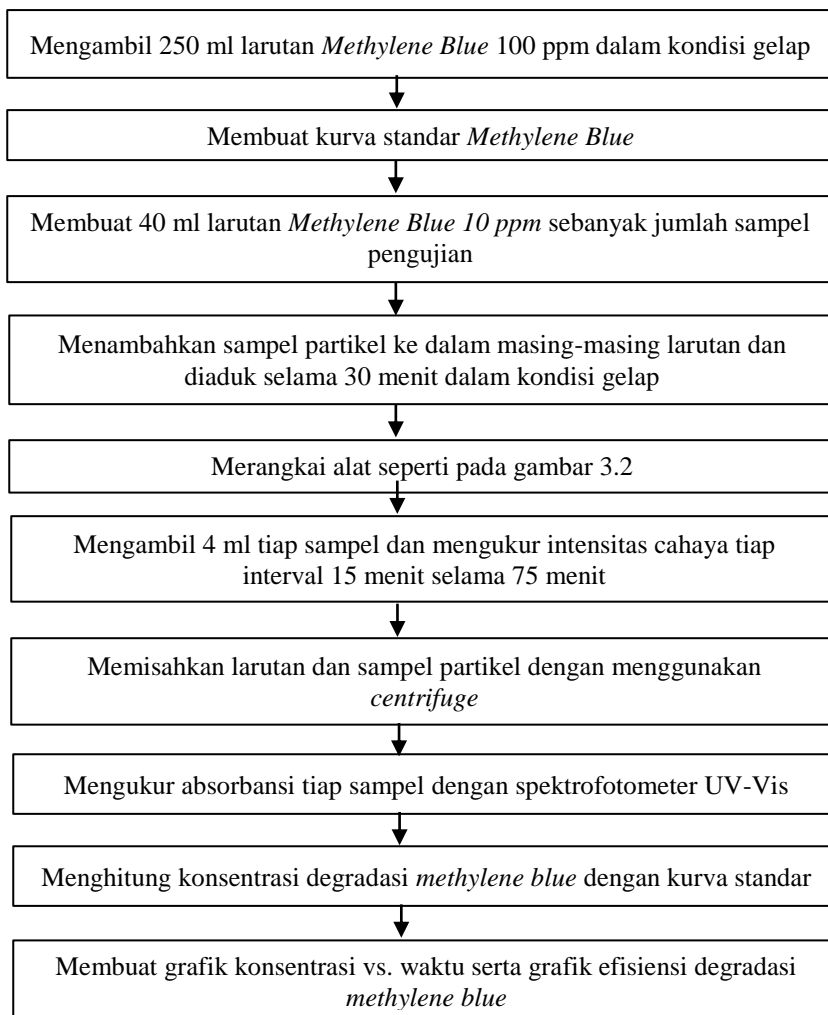 Mengambil 250 ml larutan Methylene Blue 100 ppm dalam kondisi gelap
Membuat kurva standar Methylene Blue
Membuat 40 ml larutan Methylene Blue 10 ppm sebanyak jumlah sampel
pengujian
Menambahkan sampel partikel ke dalam masing-masing larutan dan
diaduk selama 30 menit dalam kondisi gelap
Merangkai alat seperti pada gambar 3.2
Mengambil 4 ml tiap sampel dan mengukur intensitas cahaya tiap
interval 15 menit selama 75 menit
Memisahkan larutan dan sampel partikel dengan menggunakan
centrifuge
Mengukur absorbansi tiap sampel dengan spektrofotometer UV-Vis
Menghitung konsentrasi degradasi methylene blue dengan kurva standar
Membuat grafik konsentrasi vs. waktu serta grafik efisiensi degradasi
methylene blue